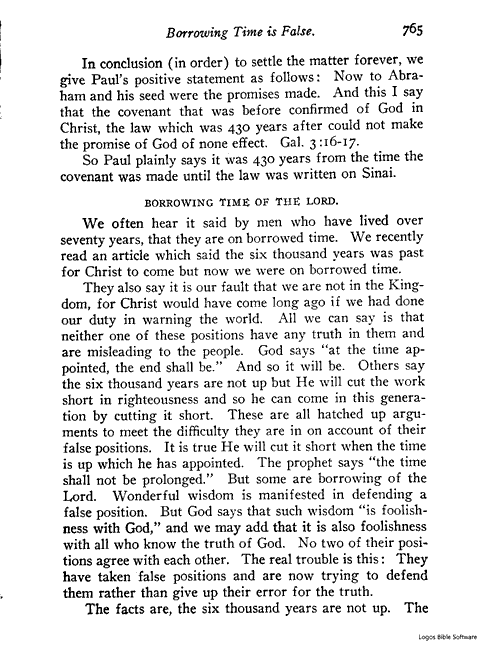 Borrowing Time is False. 765
In conclusion (in order) to settle the matter forever, we
give Paul's positive statement as follows: Now to Abra-
ham and his seed were the promises made. And this I say
that the covenant that was before confirmed of God in
Christ, the law which was 430 years after could not make
the promise of God of none effect. Gal. 3:16-17.
So Paul plainly says it was 430 years from the time the
covenant was made until the law was written on Sinai.
BORROWING TIME OF THE LORD.
We often hear it said by men who have lived over
seventy years, that they are on borrowed time. We recently
read an article which said the six thousand years was past
for Christ to come but now we were on borrowed time.
They also say it is our fault that we are not in the King-
dom, for Christ would have come long ago if we had done
our duty in warning the world. All we can say is that
neither one of these positions have any truth in them and
are misleading to the people. God says "at the time ap-
pointed, the end shall be." And so it will be. Others say
the six thousand years are not up but He will cut the work
short in righteousness and so he can come in this genera-
tion by cutting it short. These are all hatched up argu-
ments to meet the difficulty they are in on account of their
false positions. It is true He will cut it short when the time
is up which he has appointed. The prophet says "the time
shall not be prolonged." But some are borrowing of the
Lord. Wonderful wisdom is manifested in defending a
false position. But God says that such wisdom "is foolish-
ness with God," and we may add that it is also foolishness
with all who know the truth of God. No two of their posi-
tions agree with each other. The real trouble is this: They
have taken false positions and are now trying to defend
them rather than give up their error for the truth.
The facts are, the six thousand years are not up. The
Logos Bible Software